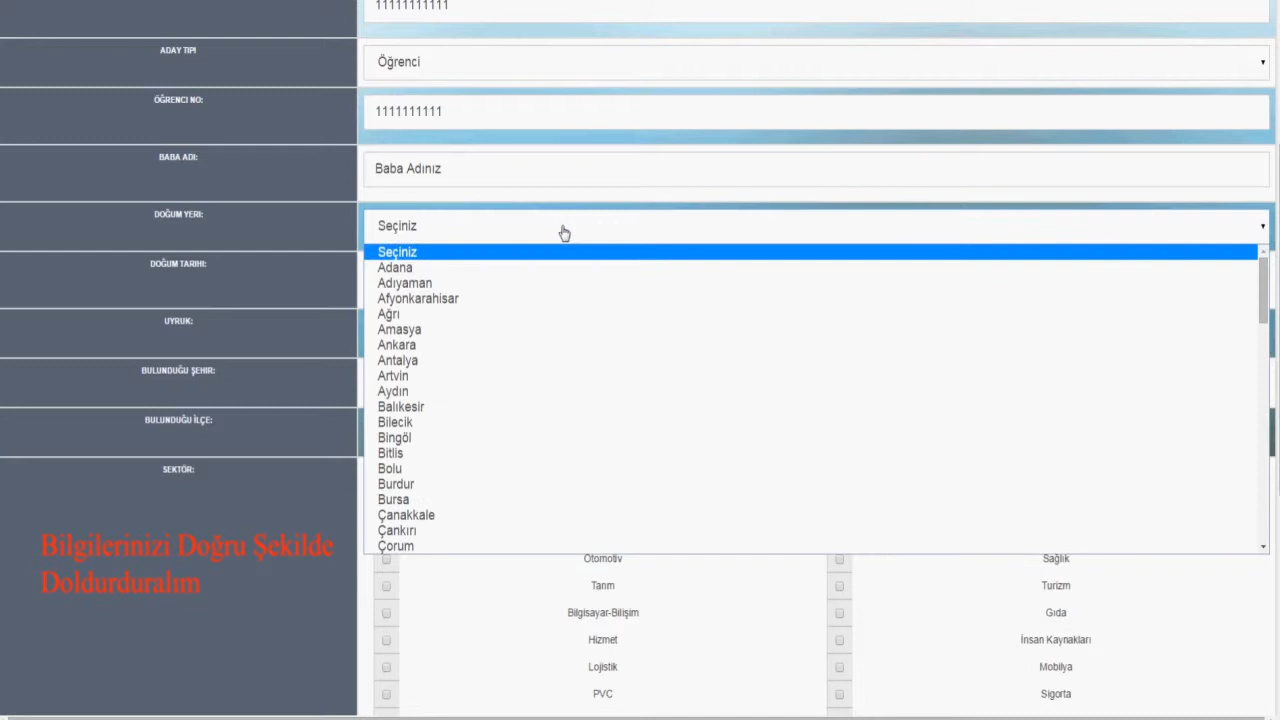 11111111111
ADAY TIPI
Öğrenci
ÖĞRENCI NO:
1111111111
BABA ADI:
Baba Adınız
DOĞUM YERI:
Seçiniz
Seçiniz
Adana
DOĞUM TARIHI:
Adıyaman
Afyonkarahisar
Ağrı
UYRUK:
Amasya
Ankara
Antalya
BULUNDUĞU ŞEHIR:
Artvin
Aydın
Balıkesir
BULUNDUĞU İLÇE:
Bilecik
Bingöl
Bitlis
SEKTÖR:
Bolu
Burdur
Bursa
Çanakkale
Çankırı
Çorum
Bilgilerinizi Doğru Şekilde
Doldurduralım
Otomotiv Sağlık
Tarım Turizm
Bilgisayar-Bilişim Gıda
Hizmet İnsan Kaynakları
Lojistik Mobilya
PVC Sigorta